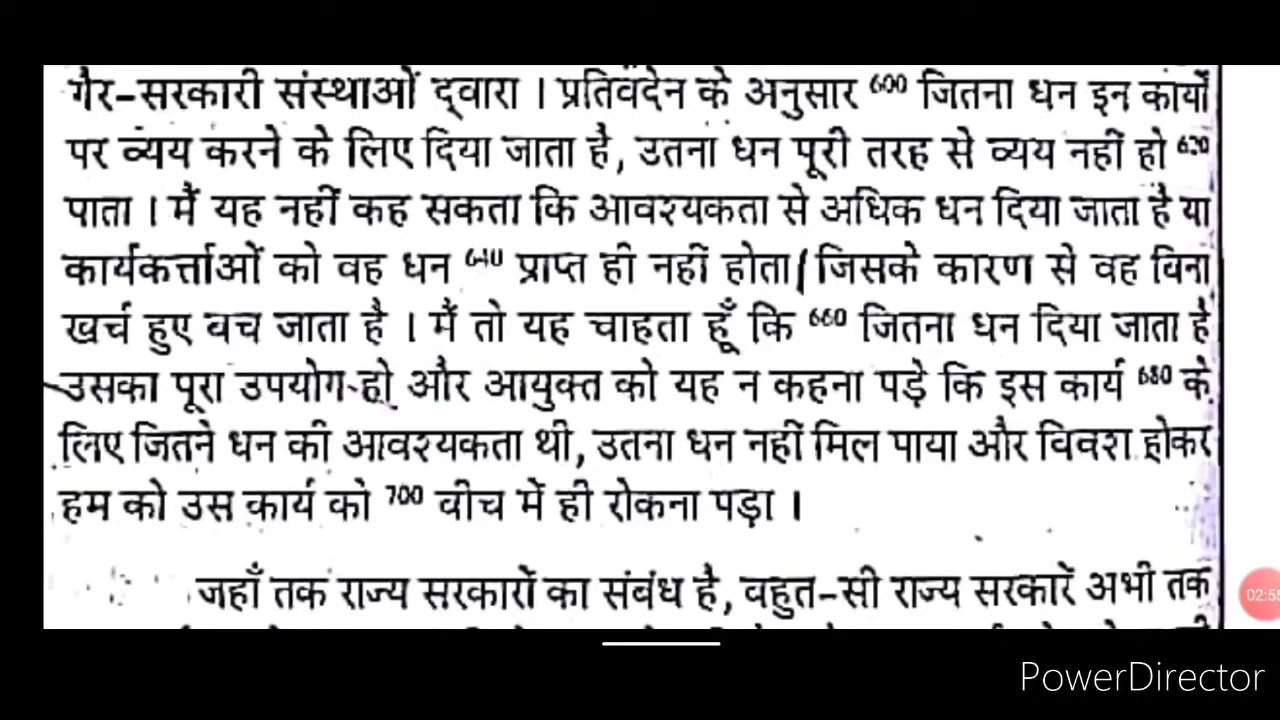 गैर-सरकारी संस्थाओं द्वारा । प्रतिवेदन के अनुसार 600 जितना धन इन कार्यों
पर व्यय करने के लिए दिया जाता है, उतना धन पूरी तरह से व्यय नहीं हो 620
पाता । मैं यह नहीं कह सकता कि आवश्यकता से अधिक धन दिया जाता है या
कार्यकर्त्ताओं को वह धन 640 प्राप्त ही नहीं होता/जिसके कारण से वह बिना
खर्च हुए बच जाता है । मैं तो यह चाहता हूँ कि 660 जितना धन दिया जाता है
उसका पूरा उपयोग-हो और आयुक्त को यह न कहना पड़े कि इस कार्य 680 के
लिए जितने धन की आवश्यकता थी, उतना धन नहीं मिल पाया और विवश होकर
हम को उस कार्य को 700 बीच में ही रोकना पड़ा ।
जहाँ तक राज्य सरकारों का संबंध है, बहुत-सी राज्य सरकारें अभी तक
02:58
PowerDirector